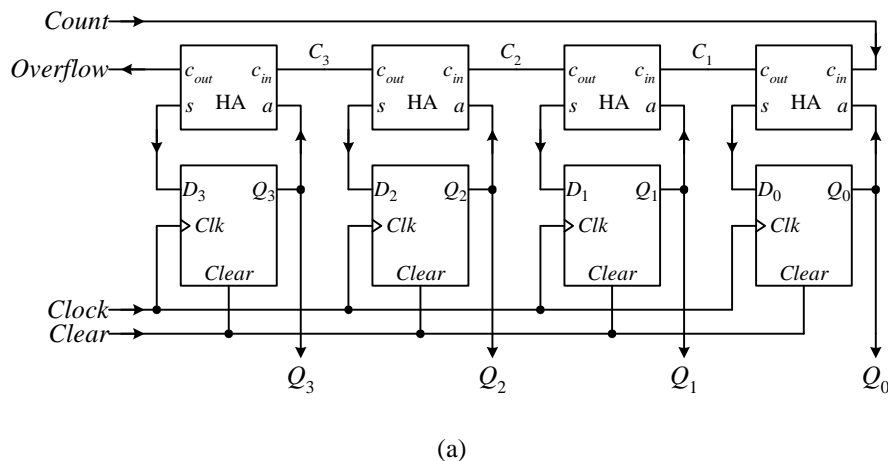 Count
C3 C2 C1
Overflow cout cin cout cin cout cin cout cin
s HA a s HA a s HA a s HA a
D3 Q3 D2 Q2 D1 Q1 D0 Q0
Clk Clk Clk Clk
Clear Clear Clear Clear
Clock
Clear
Q3 Q2 Q1 Q0
(a)